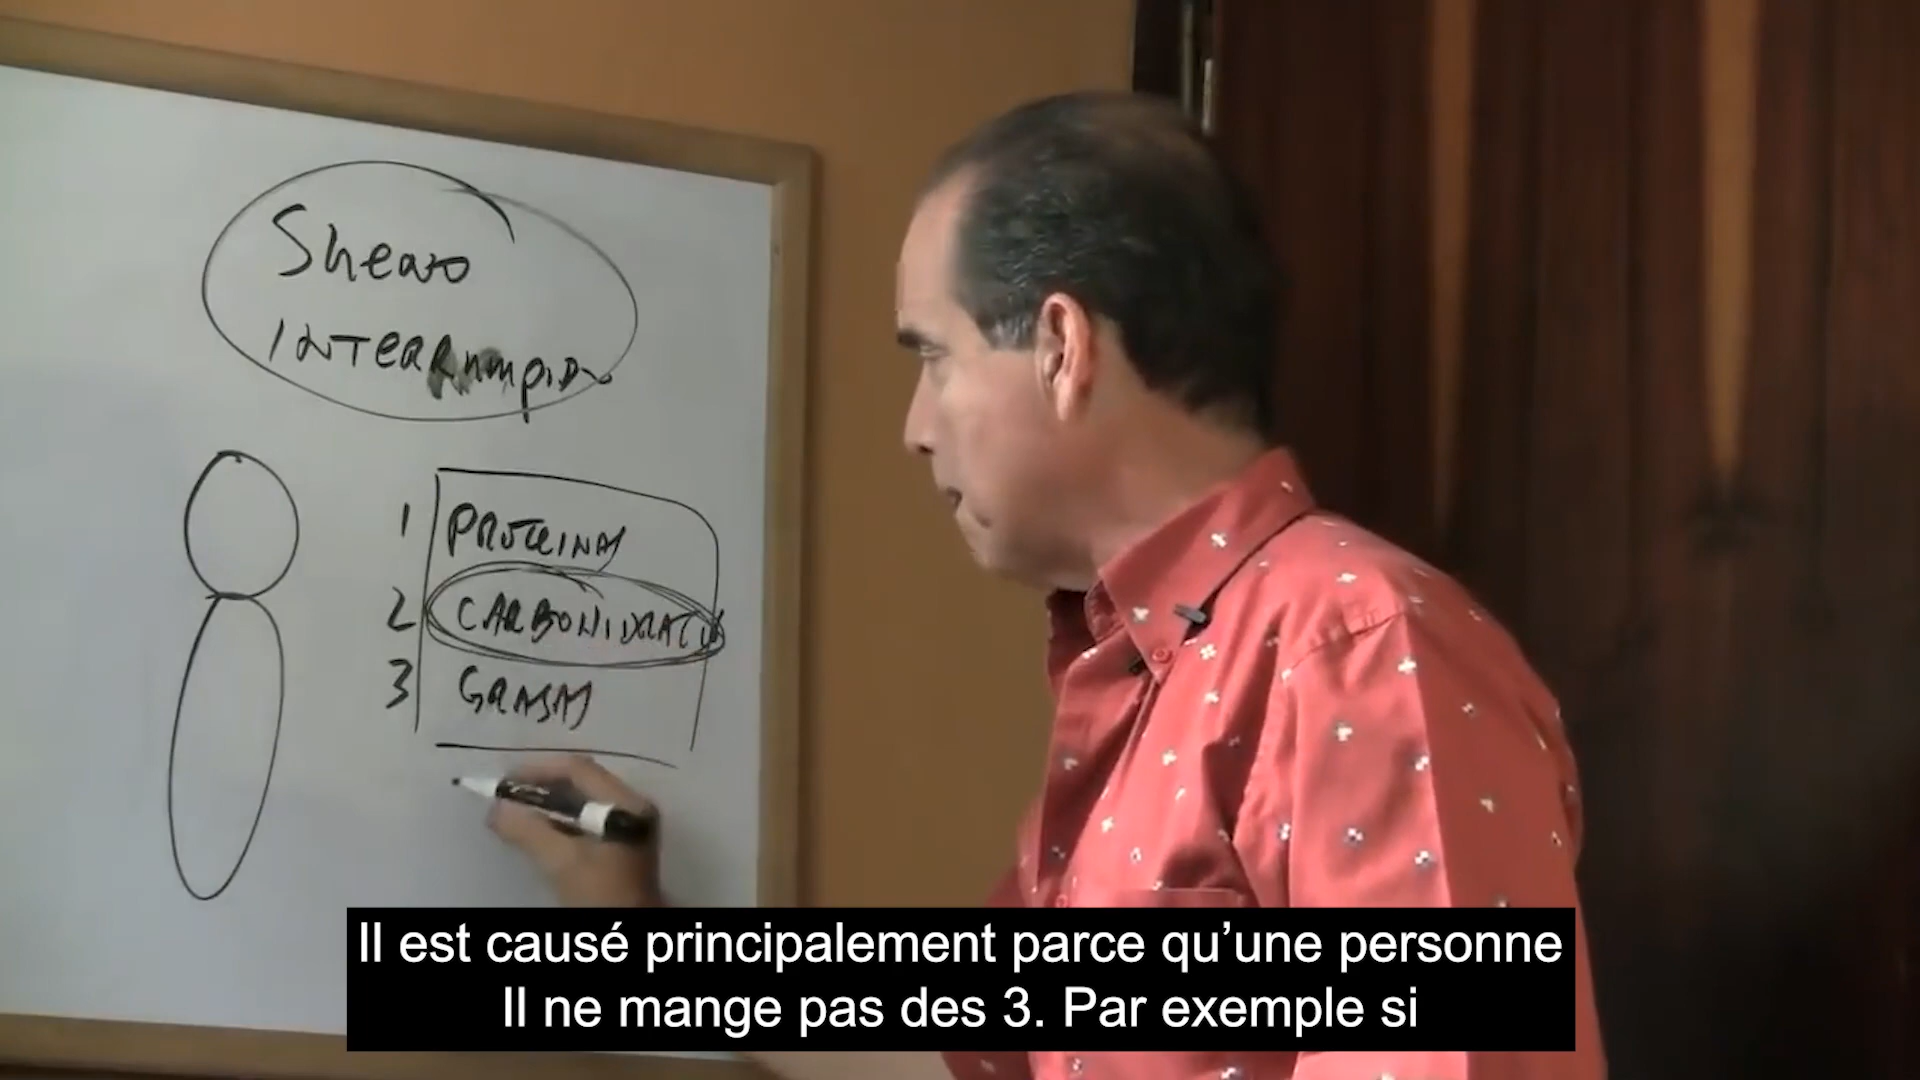 Sueño
INTERRumpiDo
1 PROTEINAS
2 CARBOHIDRATOS
3 GRASAS
Il est causé principalement parce qu’une personne
Il ne mange pas des 3. Par exemple si